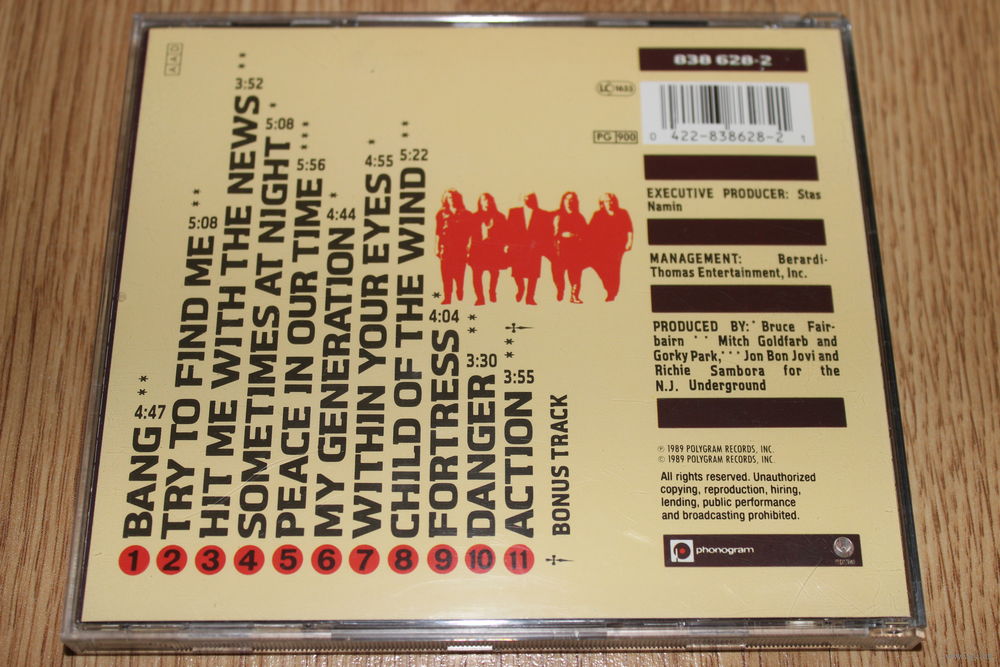 AAD
1 BANG 4:47 **
2 TRY TO FIND ME 5:08 **
3 HIT ME WITH THE NEWS 3:52 **
4 SOMETIMES AT NIGHT 5:08 *
5 PEACE IN OUR TIME 5:56 ***
6 MY GENERATION 4:44 *
7 WITHIN YOUR EYES 4:55 *
8 CHILD OF THE WIND 5:22 **
9 FORTRESS 4:04 *
10 DANGER 3:30 **
11 ACTION 3:55 ** †
† BONUS TRACK
838 628-2
LC 1633
PG 900
0 422-838628-2 1
EXECUTIVE PRODUCER: Stas
Namin
MANAGEMENT: Berardi-
Thomas Entertainment, Inc.
PRODUCED BY: * Bruce Fair-
bairn ** Mitch Goldfarb and
Gorky Park, *** Jon Bon Jovi and
Richie Sambora for the
N.J. Underground
℗ 1989 POLYGRAM RECORDS, INC.
© 1989 POLYGRAM RECORDS, INC.
All rights reserved. Unauthorized
copying, reproduction, hiring,
lending, public performance
and broadcasting prohibited.
phonogram